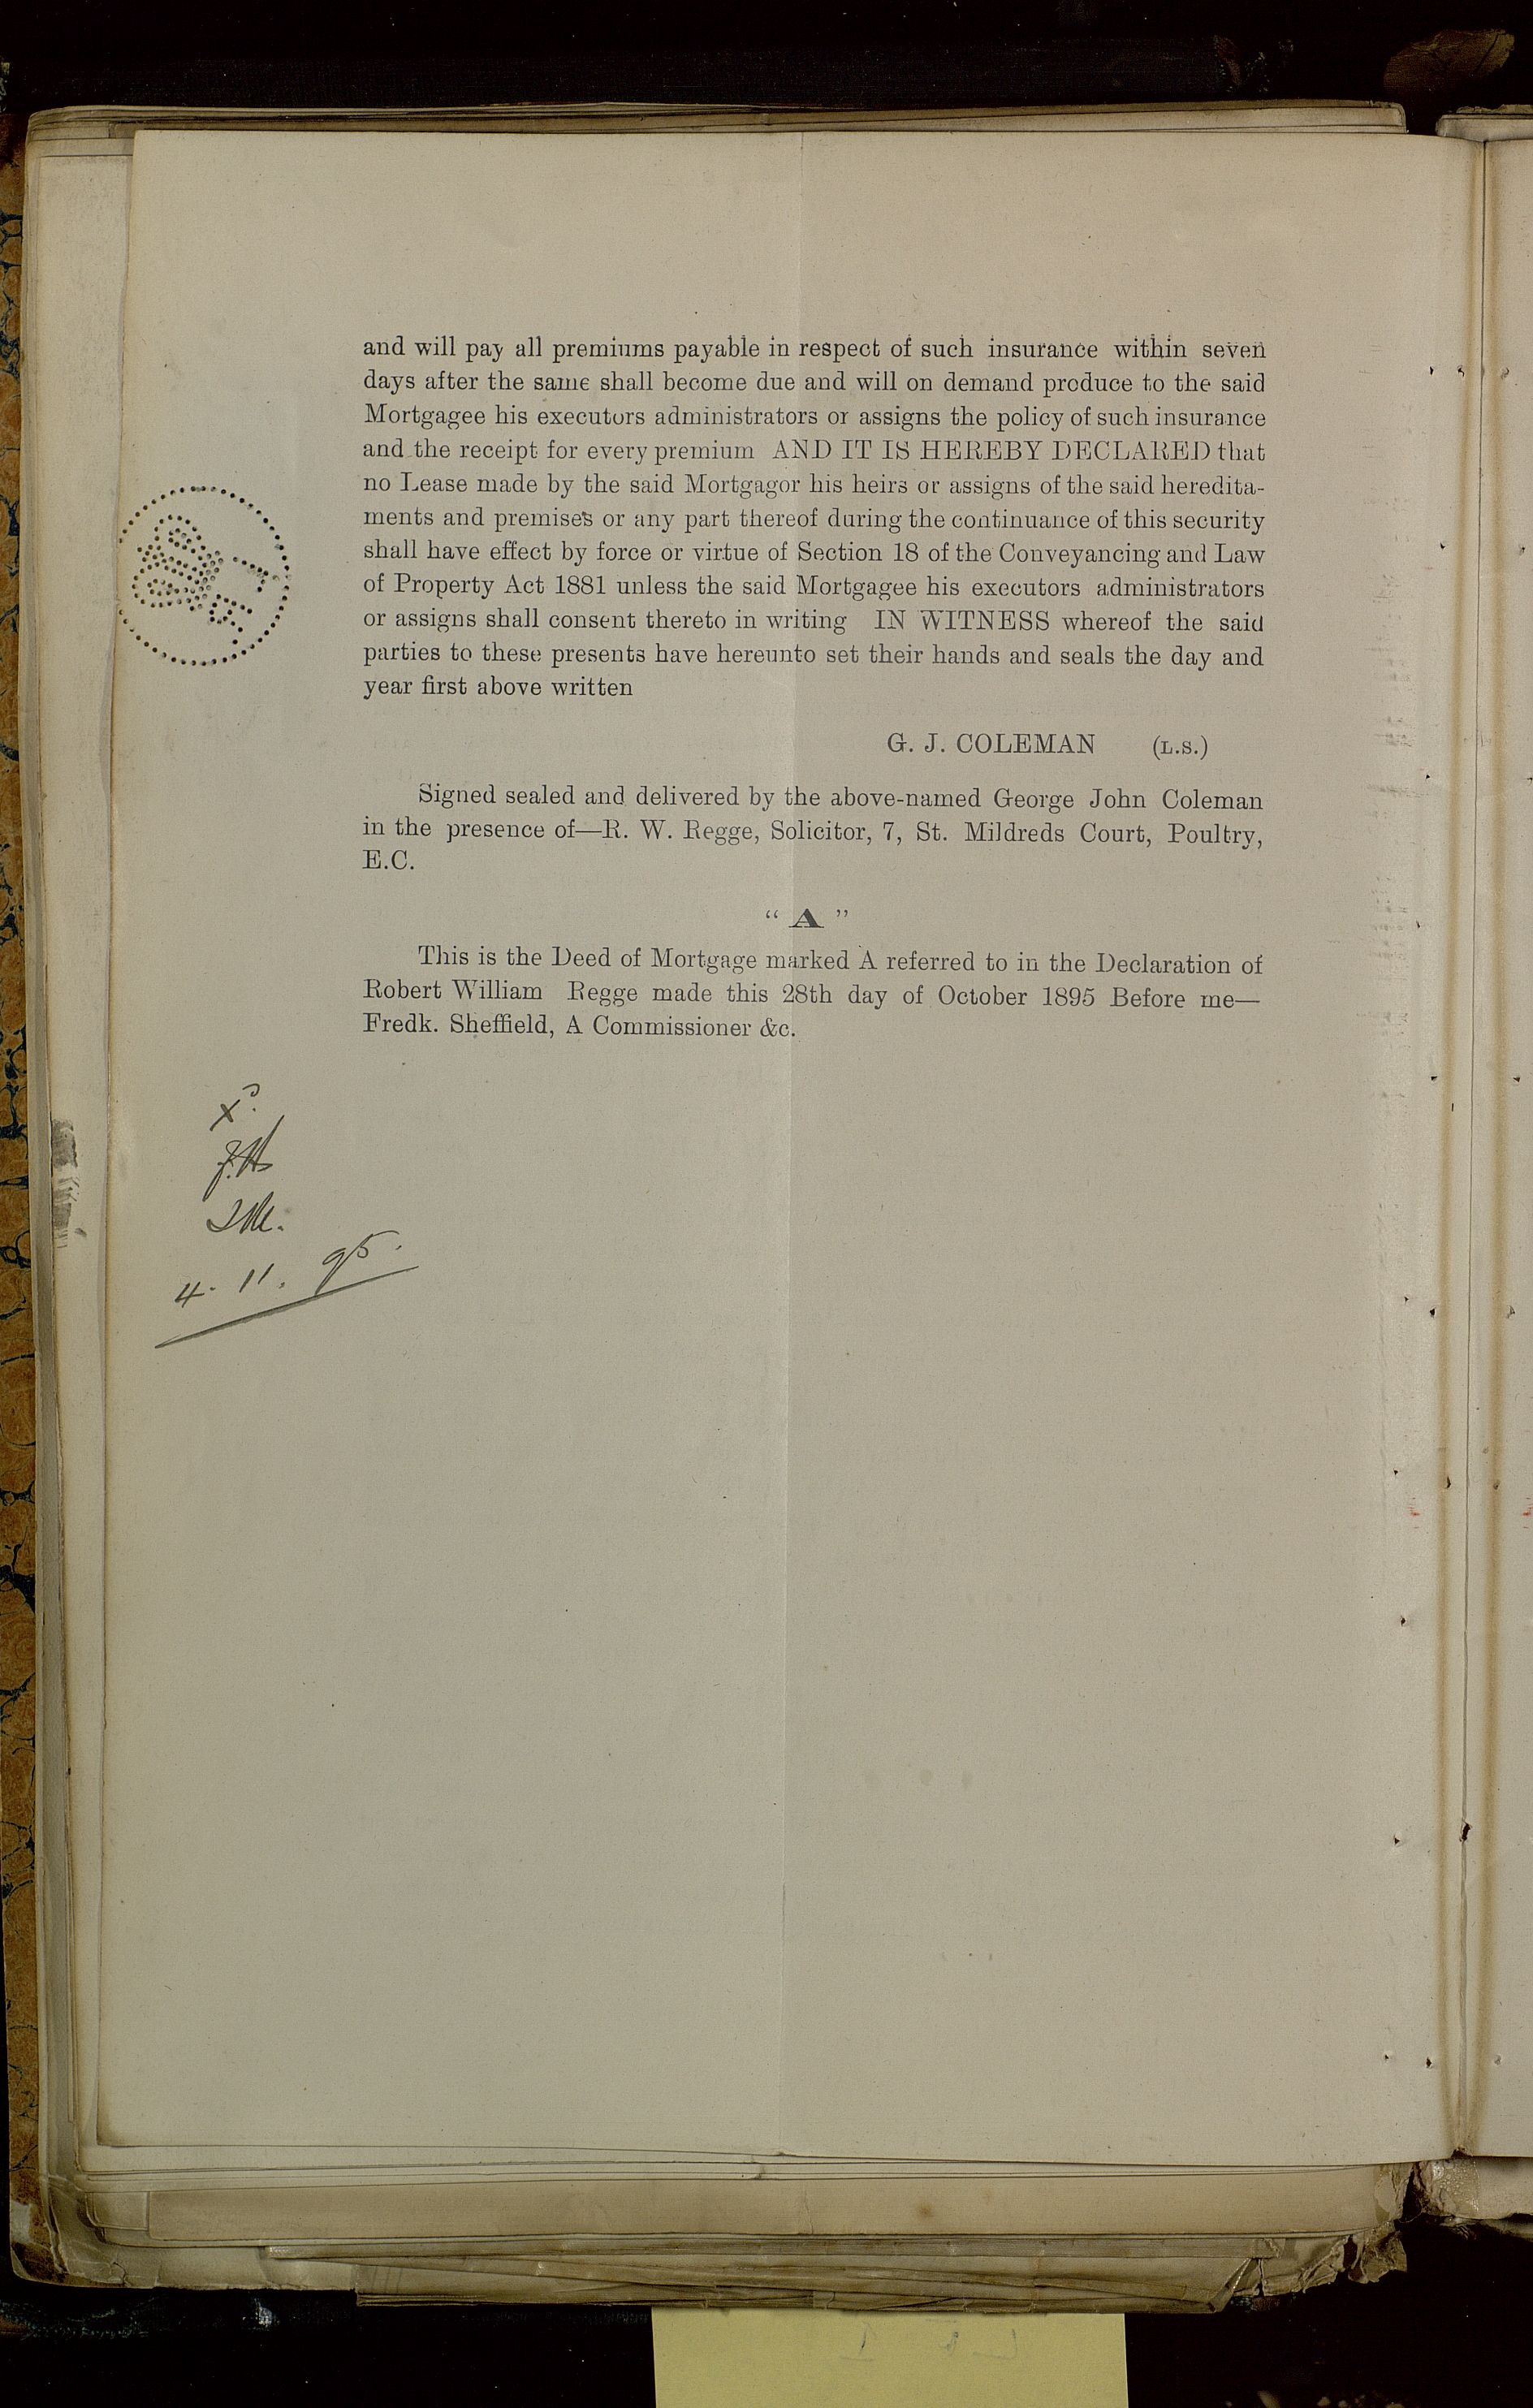 and will pay all premiums payable in respect of such insurance within seven
days after the same shall become due and will on demand produce to the said
Mortgagee his executors administrators or assigns the policy of such insurance
and the receipt for every premium AND IT IS HEREBY DECLARED that
no Lease made by the said Mortgagor his heirs or assigns of the said heredita-
ments and premises or any part thereof during the continuance of this security
shall have effect by force or virtue of Section 18 of the Conveyancing and Law
of Property Act 1881 unless the said Mortgagee his executors administrators
or assigns shall consent thereto in writing IN WITNESS whereof the said
parties to these presents have hereunto set their hands and seals the day and
year first above written
G. J. COLEMAN (L.S.)
Signed sealed and delivered by the above-named George John Coleman
in the presence of—R. W. Regge, Solicitor, 7, St. Mildreds Court, Poultry,
E.C.
“ A ”
This is the Deed of Mortgage marked A referred to in the Declaration of
Robert William Regge made this 28th day of October 1895 Before me—
Fredk. Sheffield, A Commissioner &c.
4. 11. 95.